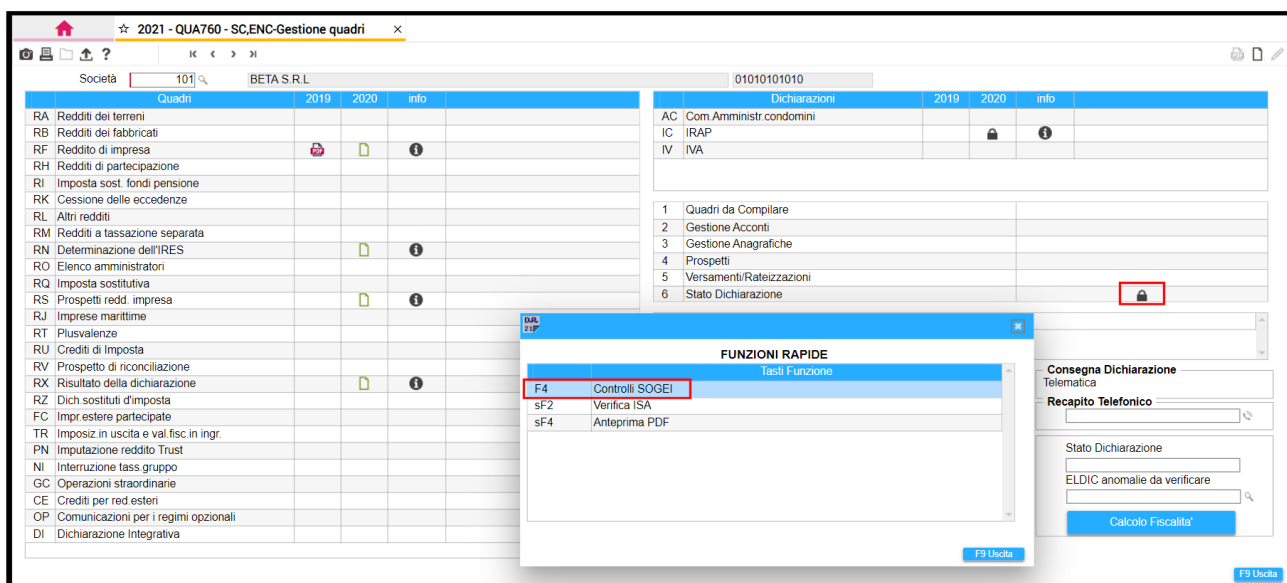 2021 - QUA760 - SC,ENC-Gestione quadri
Società 101 BETA S.R.L 01010101010
Quadri 2019 2020 info
RA Redditi dei terreni
RB Redditi dei fabbricati
RF Reddito di impresa
RH Redditi di partecipazione
RI Imposta sost. fondi pensione
RK Cessione delle eccedenze
RL Altri redditi
RM Redditi a tassazione separata
RN Determinazione dell'IRES
RO Elenco amministratori
RQ Imposta sostitutiva
RS Prospetti redd. impresa
RJ Imprese marittime
RT Plusvalenze
RU Crediti di Imposta
RV Prospetto di riconciliazione
RX Risultato della dichiarazione
RZ Dich.sostituti d'imposta
FC Impr.estere partecipate
TR Imposiz.in uscita e val.fisc.in ingr.
PN Imputazione reddito Trust
NI Interruzione tass.gruppo
GC Operazioni straordinarie
CE Crediti per red.esteri
OP Comunicazioni per i regimi opzionali
DI Dichiarazione Integrativa
Dichiarazioni 2019 2020 info
AC Com.Amministr.condomini
IC IRAP
IV IVA
1 Quadri da Compilare
2 Gestione Acconti
3 Gestione Anagrafiche
4 Prospetti
5 Versamenti/Rateizzazioni
6 Stato Dichiarazione
D.R. 21
FUNZIONI RAPIDE
Tasti Funzione
F4 Controlli SOGEI
sF2 Verifica ISA
sF4 Anteprima PDF
F9 Uscita
Consegna Dichiarazione
Telematica
Recapito Telefonico
Stato Dichiarazione
ELDIC anomalie da verificare
Calcolo Fiscalita'
F9 Uscita